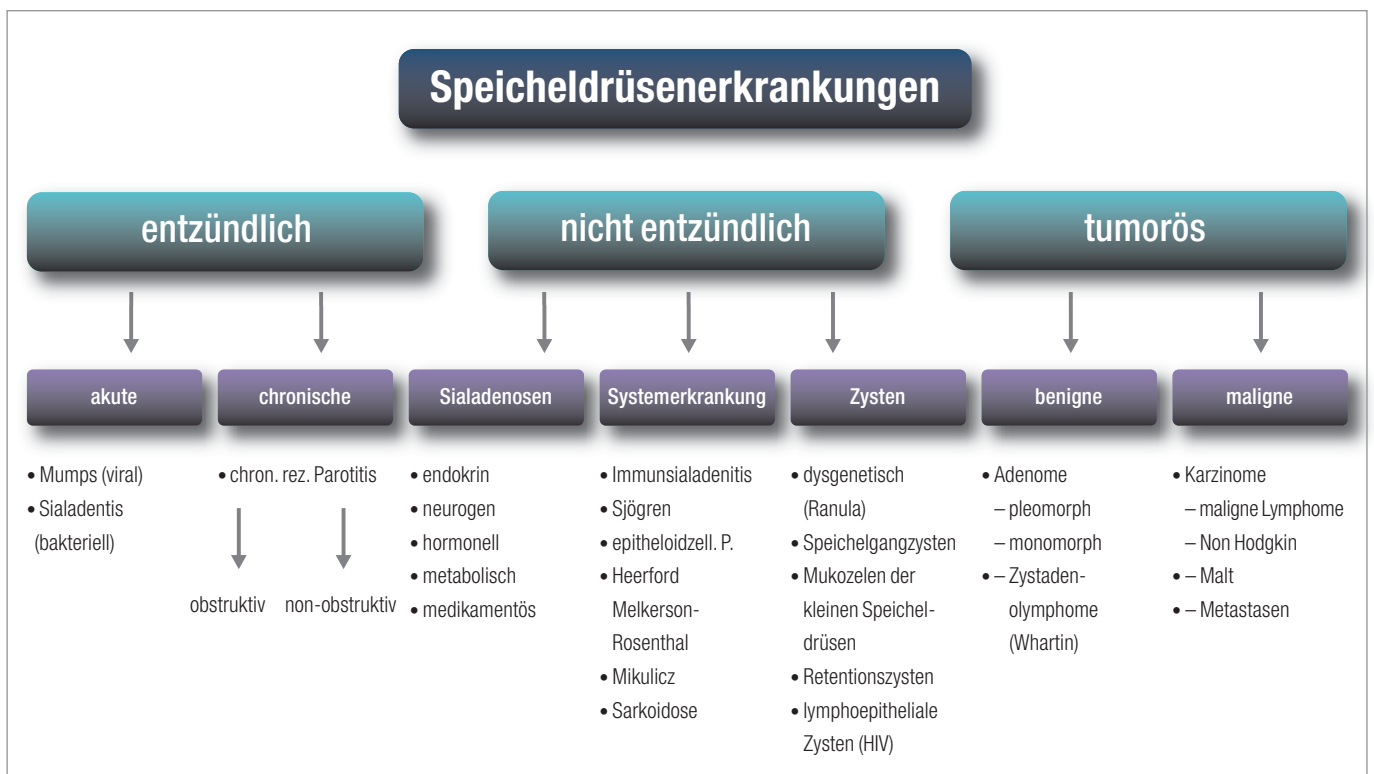 Speicheldrüsenerkrankungen
entzündlich
nicht entzündlich
tumorös
akute
chronische
Sialadenosen
Systemerkrankung
Zysten
benigne
maligne
• Mumps (viral)
• Sialadentis
(bakteriell)
• chron. rez. Parotitis
obstruktiv
non-obstruktiv
• endokrin
• neurogen
• hormonell
• metabolisch
• medikamentös
• Immunsialadenitis
• Sjögren
• epitheloidzell. P.
• Heerford
Melkerson-
Rosenthal
• Mikulicz
• Sarkoidose
• dysgenetisch
(Ranula)
• Speichelgangzysten
• Mukozelen der
kleinen Speichel-
drüsen
• Retentionszysten
• lymphoepitheliale
Zysten (HIV)
• Adenome
– pleomorph
– monomorph
• – Zystaden-
olymphome
(Whartin)
• Karzinome
– maligne Lymphome
– Non Hodgkin
• – Malt
• – Metastasen